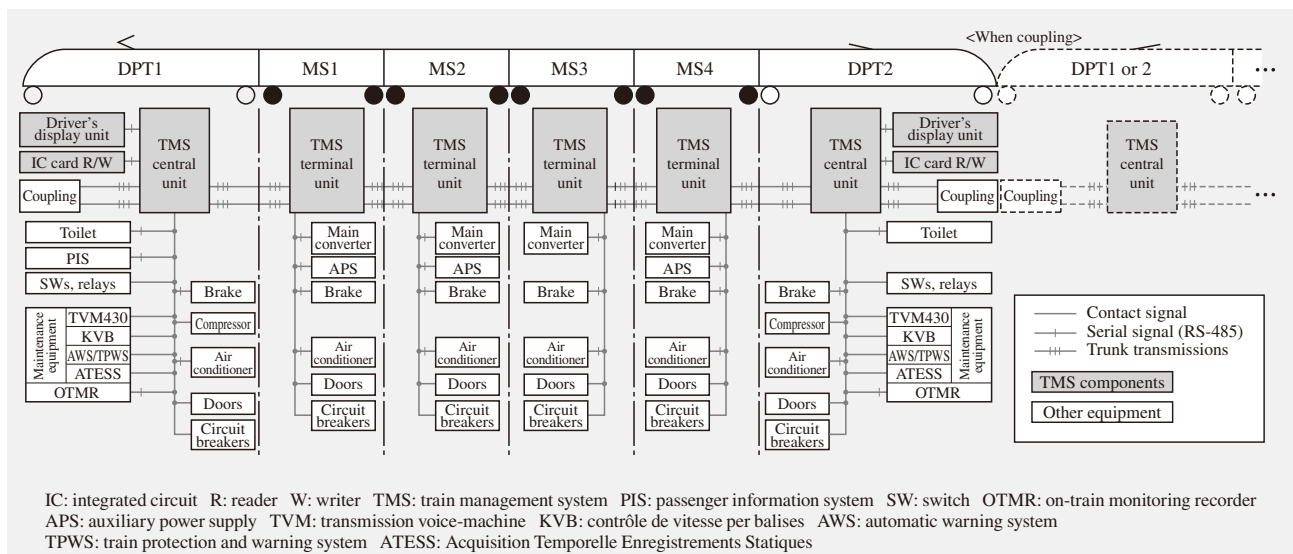 <When coupling>
DPT1
MS1
MS2
MS3
MS4
DPT2
DPT1 or 2
...
Driver's
display unit
IC card R/W
Coupling
TMS
central
unit
TMS
terminal
unit
TMS
terminal
unit
TMS
terminal
unit
TMS
terminal
unit
TMS
central
unit
Driver's
display unit
IC card R/W
Coupling
Coupling
TMS
central
unit
...
Toilet
PIS
SWs, relays
Maintenance
equipment
TVM430
KVB
AWS/TPWS
ATESS
OTMR
Brake
Compressor
Air
conditioner
Doors
Circuit
breakers
Main
converter
APS
Brake
Air
conditioner
Doors
Circuit
breakers
Main
converter
APS
Brake
Air
conditioner
Doors
Circuit
breakers
Main
converter
Brake
Air
conditioner
Doors
Circuit
breakers
Main
converter
APS
Brake
Air
conditioner
Doors
Circuit
breakers
Brake
Compressor
Air
conditioner
Doors
Circuit
breakers
Toilet
SWs, relays
TVM430
KVB
AWS/TPWS
ATESS
OTMR
Maintenance
equipment
Contact signal
Serial signal (RS-485)
Trunk transmissions
TMS components
Other equipment
IC: integrated circuit R: reader W: writer TMS: train management system PIS: passenger information system SW: switch OTMR: on-train monitoring recorder
APS: auxiliary power supply TVM: transmission voice-machine KVB: contrôle de vitesse per balises AWS: automatic warning system
TPWS: train protection and warning system ATESS: Acquisition Temporelle Enregistrements Statiques